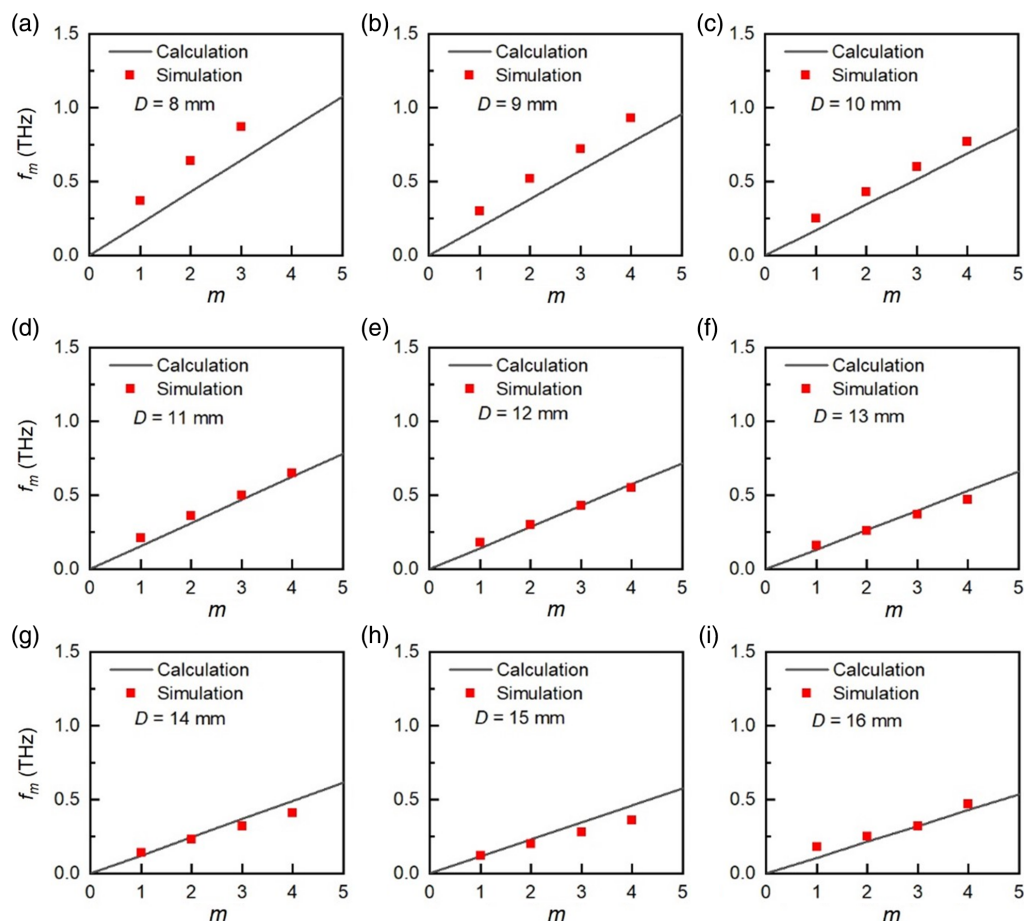 (a)
1.5
1.0
0.5
0.0
fm (THz)
Calculation
Simulation
D = 8 mm
0 1 2 3 4 5
m
(b)
1.5
1.0
0.5
0.0
Calculation
Simulation
D = 9 mm
0 1 2 3 4 5
m
(c)
1.5
1.0
0.5
0.0
Calculation
Simulation
D = 10 mm
0 1 2 3 4 5
m
(d)
1.5
1.0
0.5
0.0
fm (THz)
Calculation
Simulation
D = 11 mm
0 1 2 3 4 5
m
(e)
1.5
1.0
0.5
0.0
Calculation
Simulation
D = 12 mm
0 1 2 3 4 5
m
(f)
1.5
1.0
0.5
0.0
Calculation
Simulation
D = 13 mm
0 1 2 3 4 5
m
(g)
1.5
1.0
0.5
0.0
fm (THz)
Calculation
Simulation
D = 14 mm
0 1 2 3 4 5
m
(h)
1.5
1.0
0.5
0.0
Calculation
Simulation
D = 15 mm
0 1 2 3 4 5
m
(i)
1.5
1.0
0.5
0.0
Calculation
Simulation
D = 16 mm
0 1 2 3 4 5
m